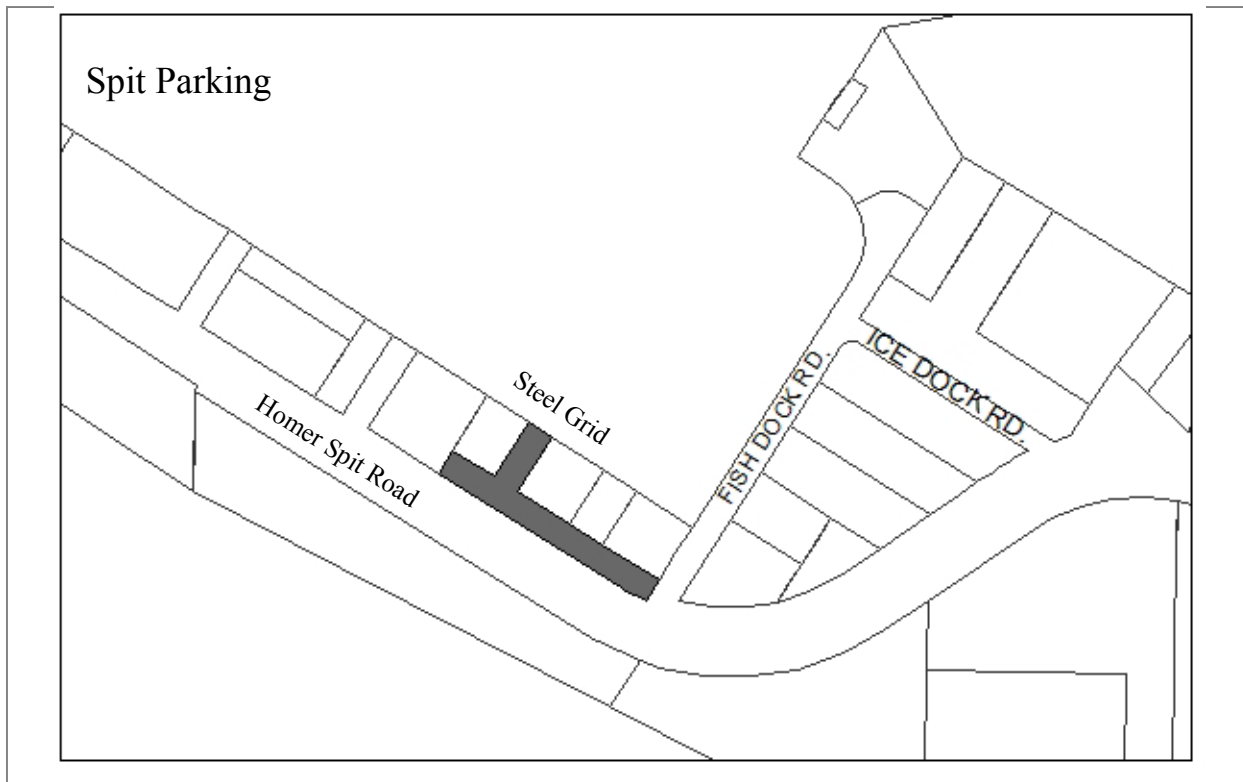 Spit Parking
Steel Grid
Homer Spit Road
FISH DOCK RD.
ICE DOCK RD.